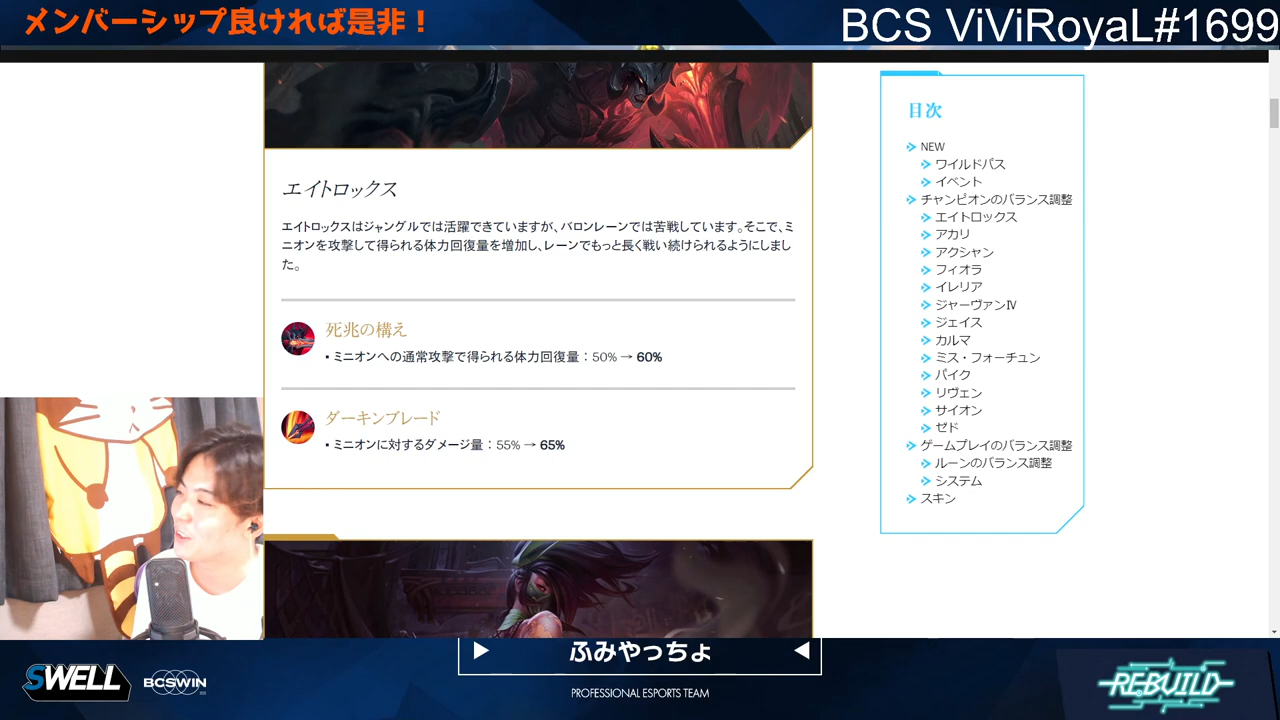 メンバーシップ良ければ是非！
BCS ViViRoyaL#1699
エイトロックス
エイトロックスはジャングルでは活躍できていますが、バロンレーンでは苦戦しています。そこで、ミ
ニオンを攻撃して得られる体力回復量を増加し、レーンでもっと長く戦い続けられるようにしまし
た。
死兆の構え
• ミニオンへの通常攻撃で得られる体力回復量：50% → 60%
ダーキンブレード
• ミニオンに対するダメージ量：55% → 65%
目次
NEW
ワイルドパス
イベント
チャンピオンのバランス調整
エイトロックス
アカリ
アクシャン
フィオラ
イレリア
ジャーヴァンⅣ
ジェイス
カルマ
ミス・フォーチュン
パイク
リヴェン
サイオン
ゼド
ゲームプレイのバランス調整
ルーンのバランス調整
システム
スキン
ふみやっちょ
PROFESSIONAL ESPORTS TEAM
SWELL
BCSWIN
REBUILD